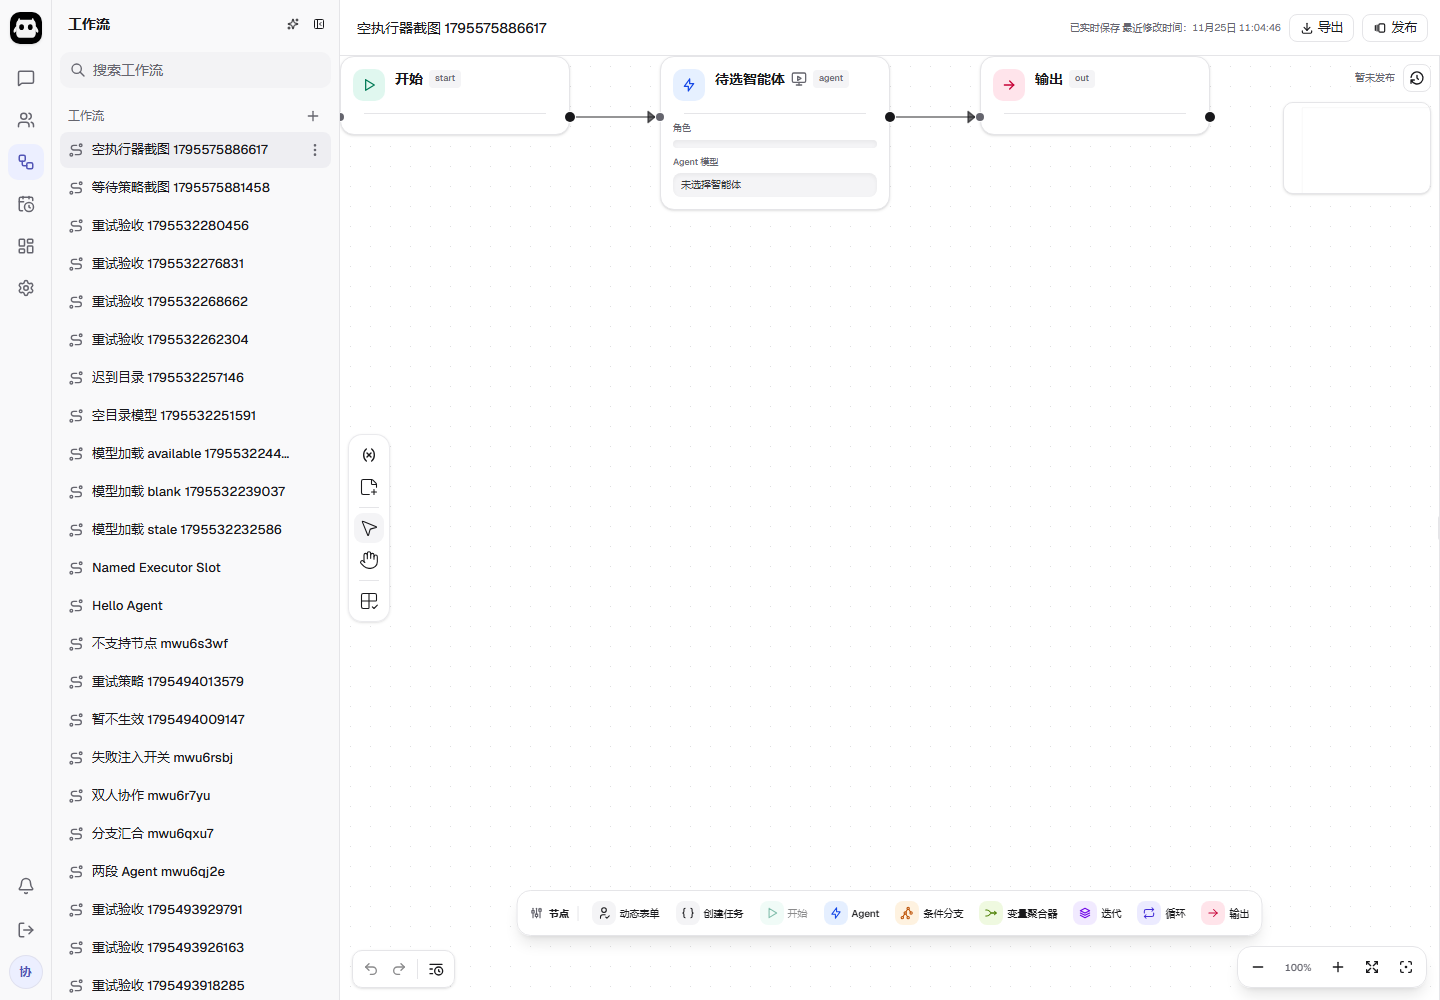 工作流
搜索工作流
工作流
空执行器截图 1795575886617
等待策略截图 1795575881458
重试验收 1795532280456
重试验收 1795532276831
重试验收 1795532268662
重试验收 1795532262304
迟到目录 1795532257146
空目录模型 1795532251591
模型加载 available 1795532244...
模型加载 blank 1795532239037
模型加载 stale 1795532232586
Named Executor Slot
Hello Agent
不支持节点 mwu6s3wf
重试策略 1795494013579
暂不生效 1795494009147
失败注入开关 mwu6rsbj
双人协作 mwu6r7yu
分支汇合 mwu6qxu7
两段 Agent mwu6qj2e
重试验收 1795493929791
重试验收 1795493926163
重试验收 1795493918285
协
空执行器截图 1795575886617
已实时保存 最近修改时间：11月25日 11:04:46
导出
发布
开始 start
待选智能体 agent
角色
Agent 模型
未选择智能体
输出 out
暂未发布
节点
动态表单
创建任务
开始
Agent
条件分支
变量聚合器
迭代
循环
输出
100%